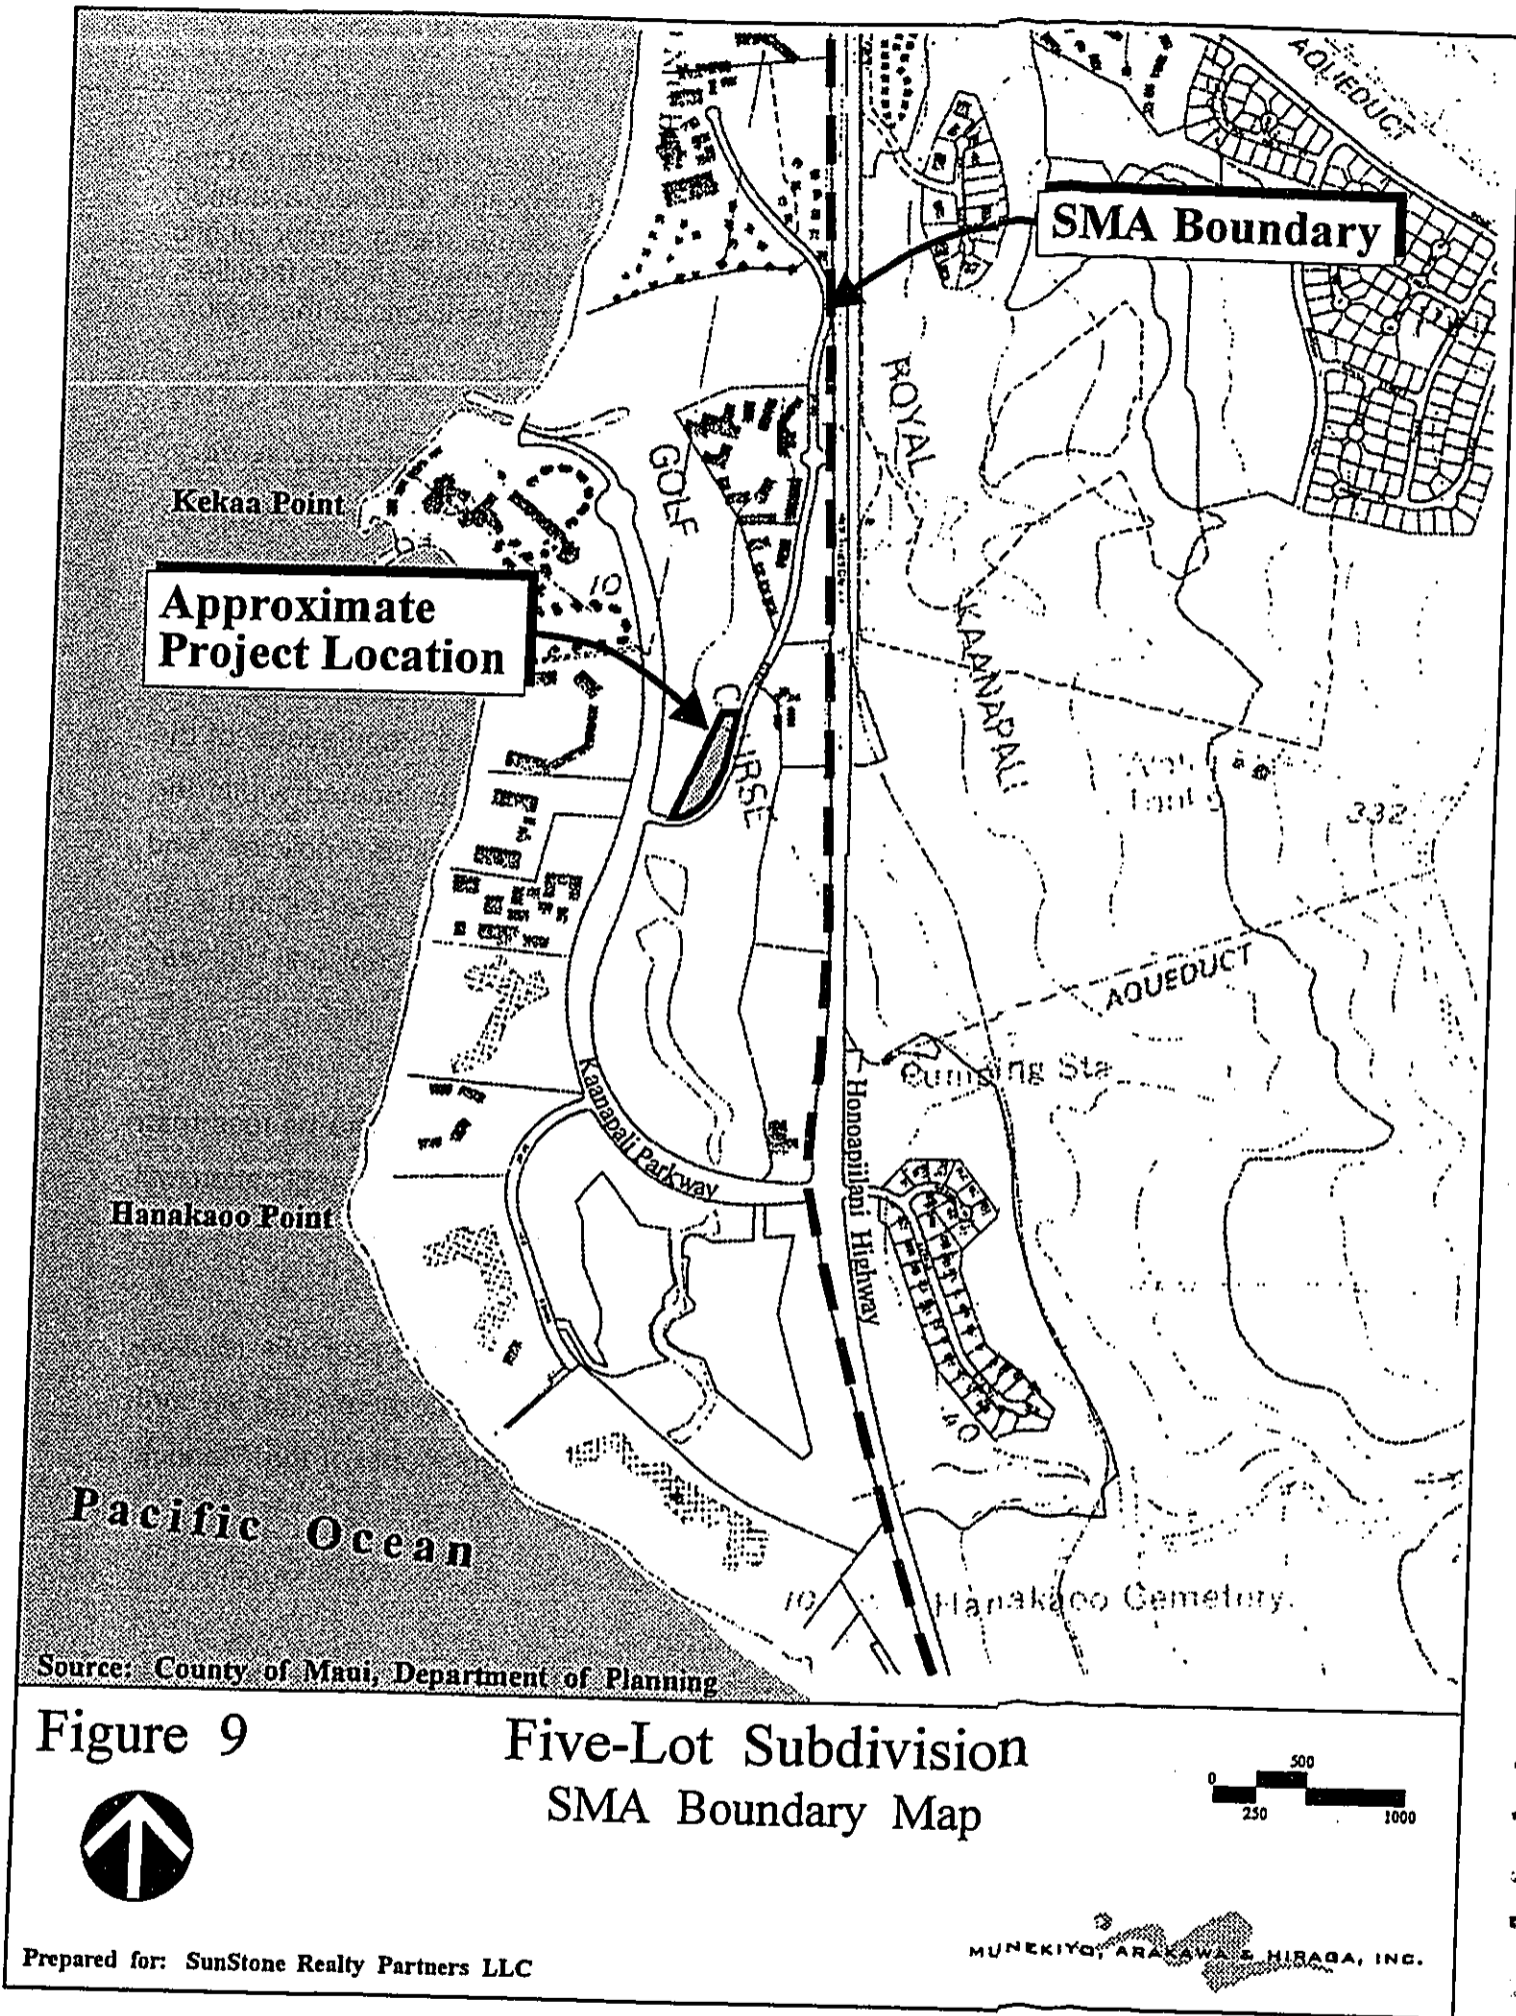 AQUEDUCT
SMA Boundary
ROYAL
GOLF
Kekaa Point
10
Approximate
Project Location
KAANAPALI
C
URSE
332
AQUEDUCT
Pumping Sta
Kaanapali Parkway
Honoapiilani Highway
Hanakaoo Point
40
Pacific Ocean
10
Hanakaoo Cemetery
Source: County of Maui, Department of Planning
Figure 9
Five-Lot Subdivision
SMA Boundary Map
0 500
250 1000
Prepared for: SunStone Realty Partners LLC
MUNEKIYO, ARAKAWA & HIRAGA, INC.